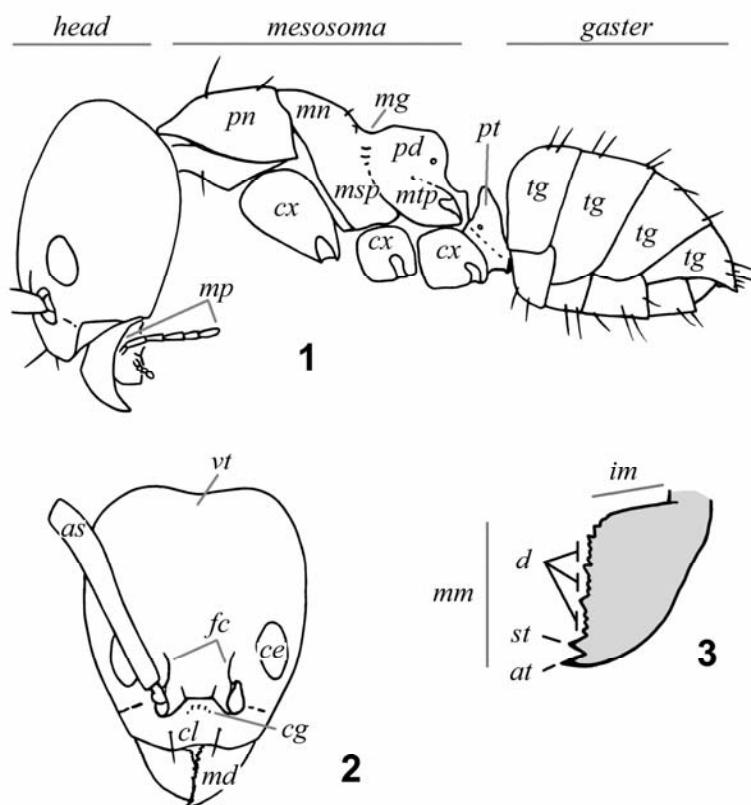 head mesosoma gaster
pn mn mg pt
pd
cx msp mtp tg tg tg tg
cx cx
mp
1
vt
as
fc ce
cl cg
md
2
im
mm d
st
at
3